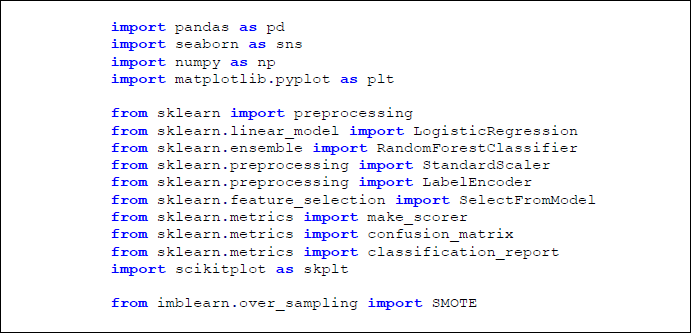 import pandas as pd
import seaborn as sns
import numpy as np
import matplotlib.pyplot as plt
from sklearn import preprocessing
from sklearn.linear_model import LogisticRegression
from sklearn.ensemble import RandomForestClassifier
from sklearn.preprocessing import StandardScaler
from sklearn.preprocessing import LabelEncoder
from sklearn.feature_selection import SelectFromModel
from sklearn.metrics import make_scorer
from sklearn.metrics import confusion_matrix
from sklearn.metrics import classification_report
import scikitplot as skplt
from imblearn.over_sampling import SMOTE